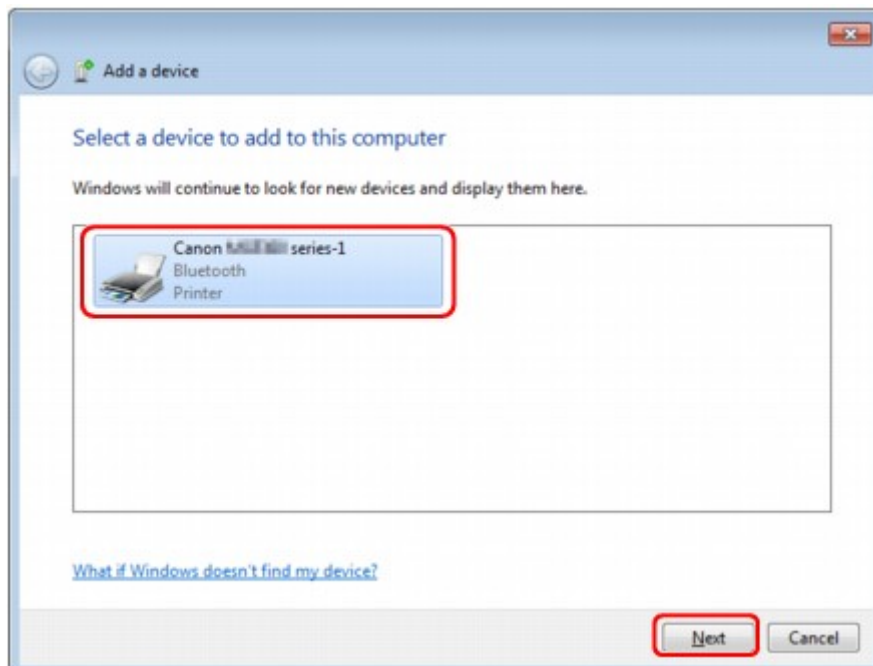 Add a device
Select a device to add to this computer
Windows will continue to look for new devices and display them here.
Canon series-1
Bluetooth
Printer
What if Windows doesn't find my device?
Next
Cancel